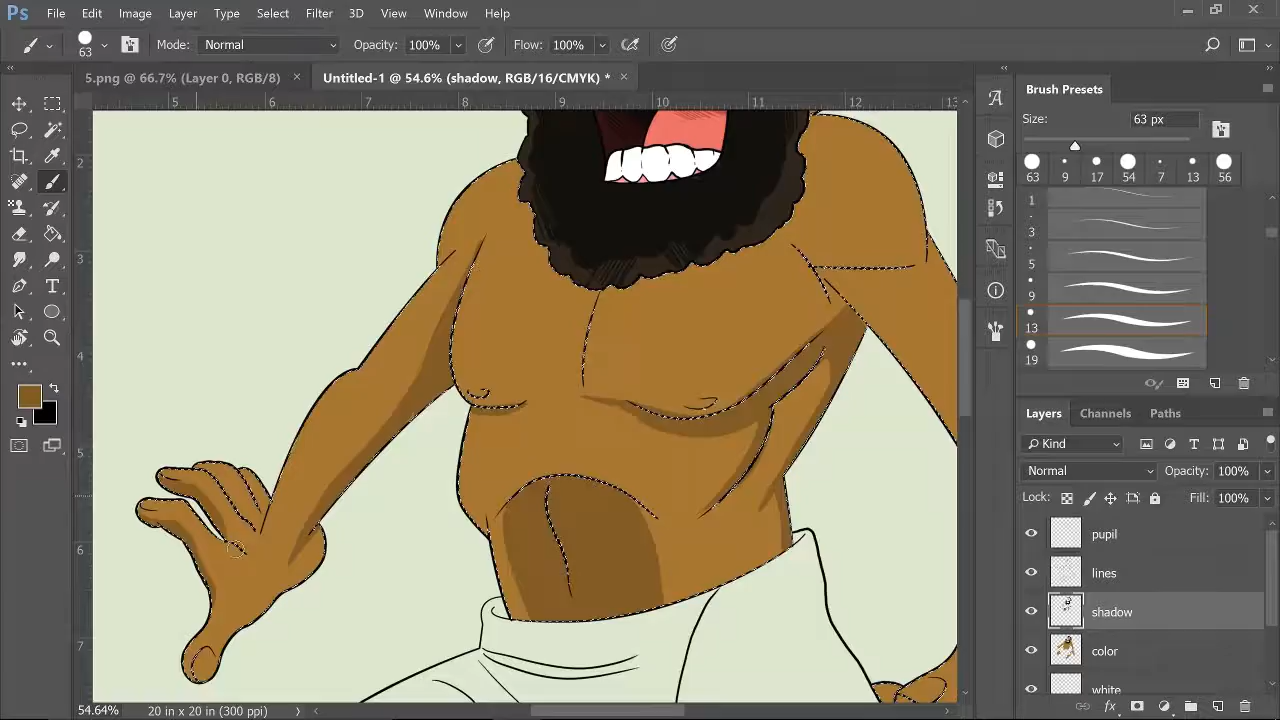 Ps File Edit Image Layer Type Select Filter 3D View Window Help
63 Mode: Normal Opacity: 100% Flow: 100%
5.png @ 66.7% (Layer 0, RGB/8) × Untitled-1 @ 54.6% (shadow, RGB/16/CMYK) * ×
5 6 7 8 9 10 11 12 13
2
3
4
5
6
7
Brush Presets
Size: 63 px
63 9 17 54 7 13 56
1
3
5
9
13
19
Layers Channels Paths
Kind
Normal Opacity: 100%
Lock: Fill: 100%
pupil
lines
shadow
color
white
54.64% 20 in x 20 in (300 ppi)